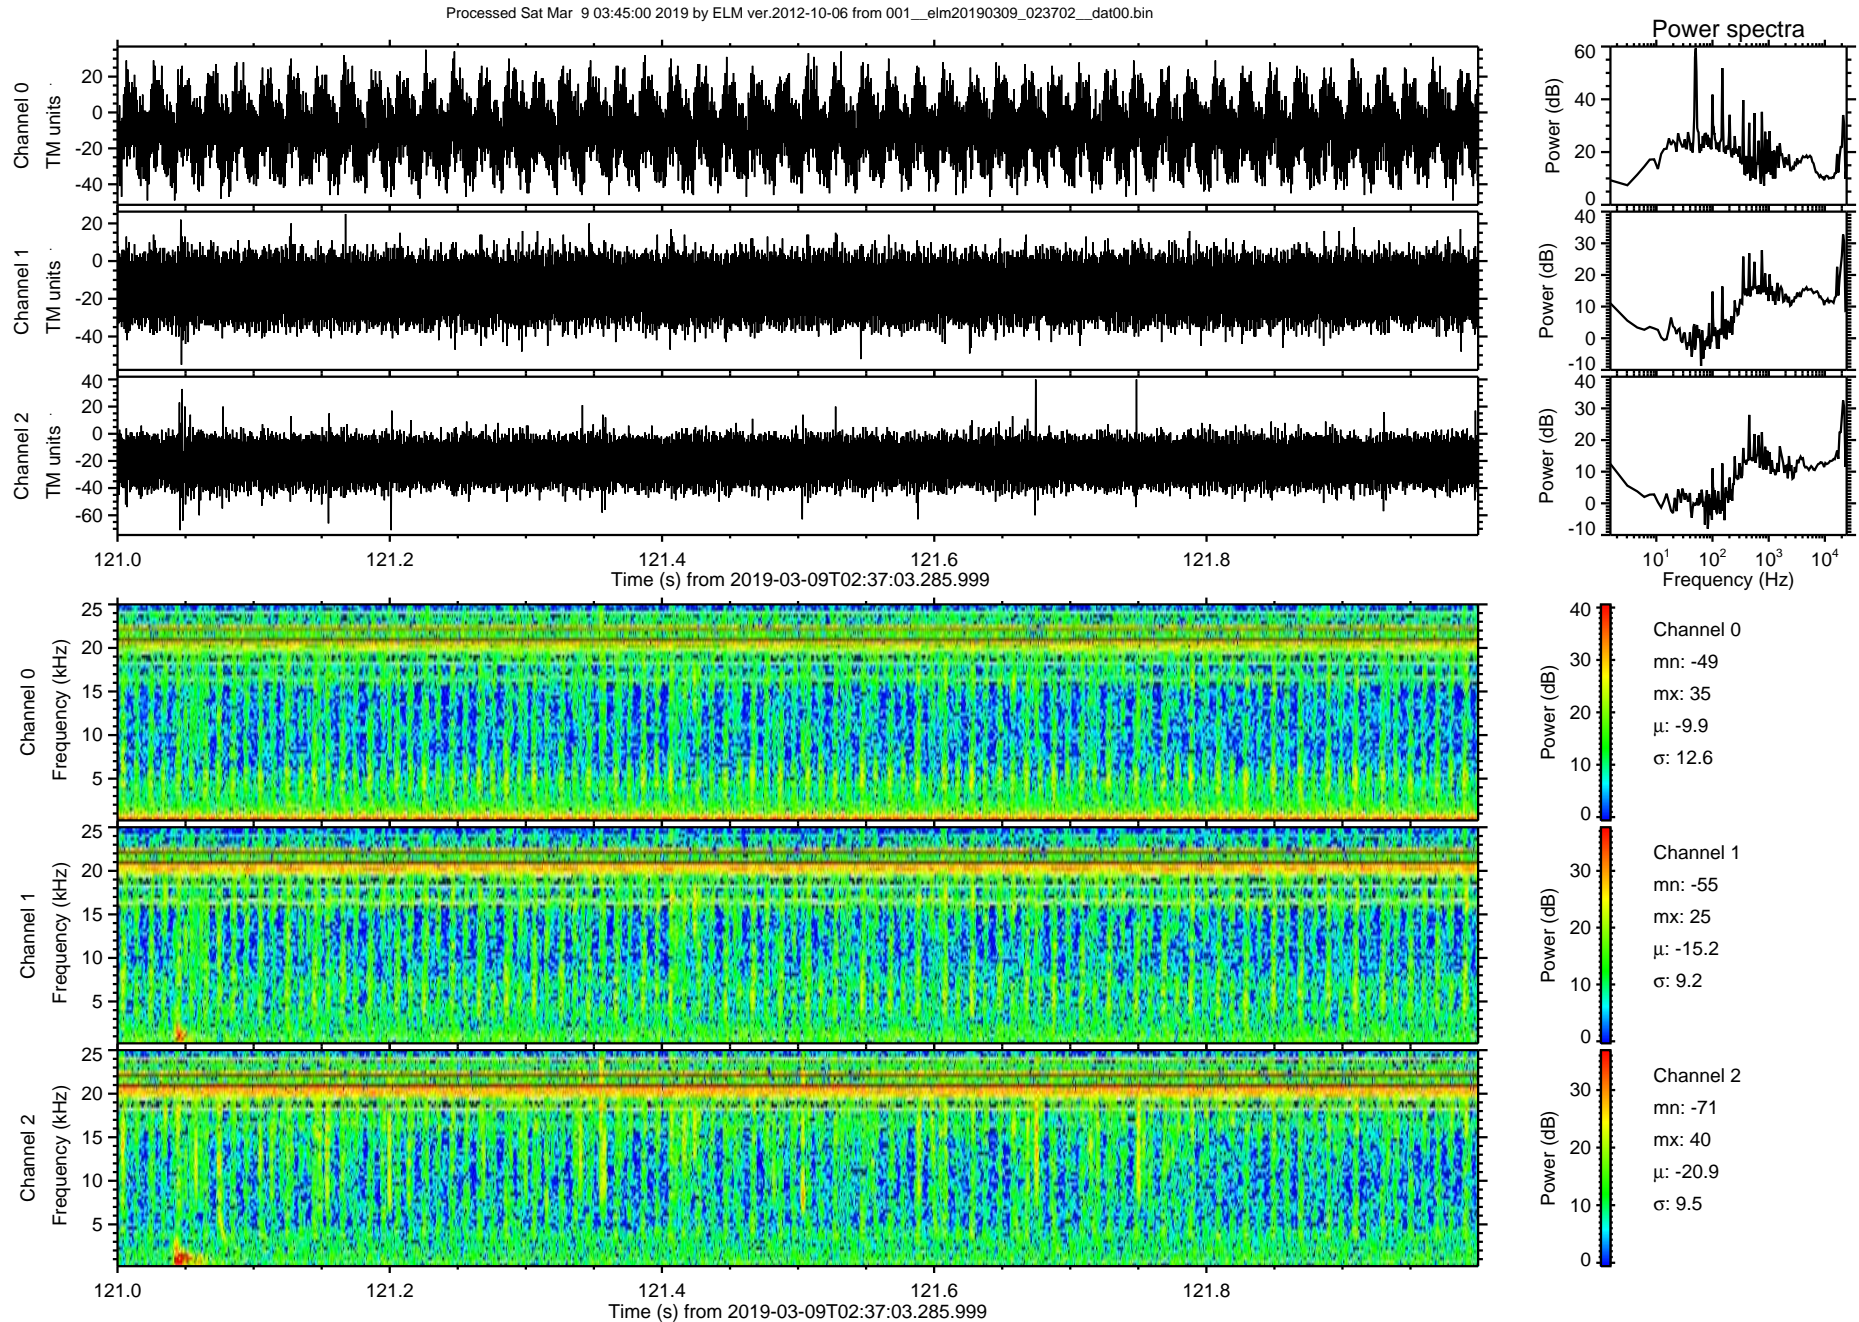 Processed Sat Mar  9 03:45:00 2019 by ELM ver.2012-10-06 from 001__elm20190309_023702__dat00.bin
Power spectra
Channel 0
TM units
20
0
-20
-40
Power (dB)
60
40
20
0
Channel 1
TM units
20
0
-20
-40
Power (dB)
40
30
20
10
0
-10
Channel 2
TM units
40
20
0
-20
-40
-60
Power (dB)
40
30
20
10
0
-10
121.0 121.2 121.4 121.6 121.8
Time (s) from 2019-03-09T02:37:03.285.999
10¹ 10² 10³ 10⁴
Frequency (Hz)
Channel 0
Frequency (kHz)
25
20
15
10
5
Power (dB)
40
30
20
10
0
Channel 0
mn: -49
mx: 35
μ: -9.9
σ: 12.6
Channel 1
Frequency (kHz)
25
20
15
10
5
Power (dB)
30
20
10
0
Channel 1
mn: -55
mx: 25
μ: -15.2
σ: 9.2
Channel 2
Frequency (kHz)
25
20
15
10
5
Power (dB)
30
20
10
0
Channel 2
mn: -71
mx: 40
μ: -20.9
σ: 9.5
121.0 121.2 121.4 121.6 121.8
Time (s) from 2019-03-09T02:37:03.285.999